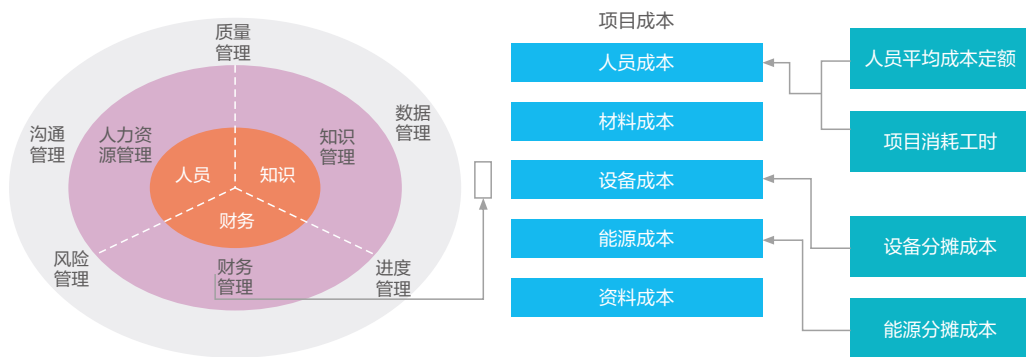 质量
管理
沟通
管理
人力资
源管理
知识
管理
数据
管理
人员
知识
财务
风险
管理
财务
管理
进度
管理
项目成本
人员成本
材料成本
设备成本
能源成本
资料成本
人员平均成本定额
项目消耗工时
设备分摊成本
能源分摊成本